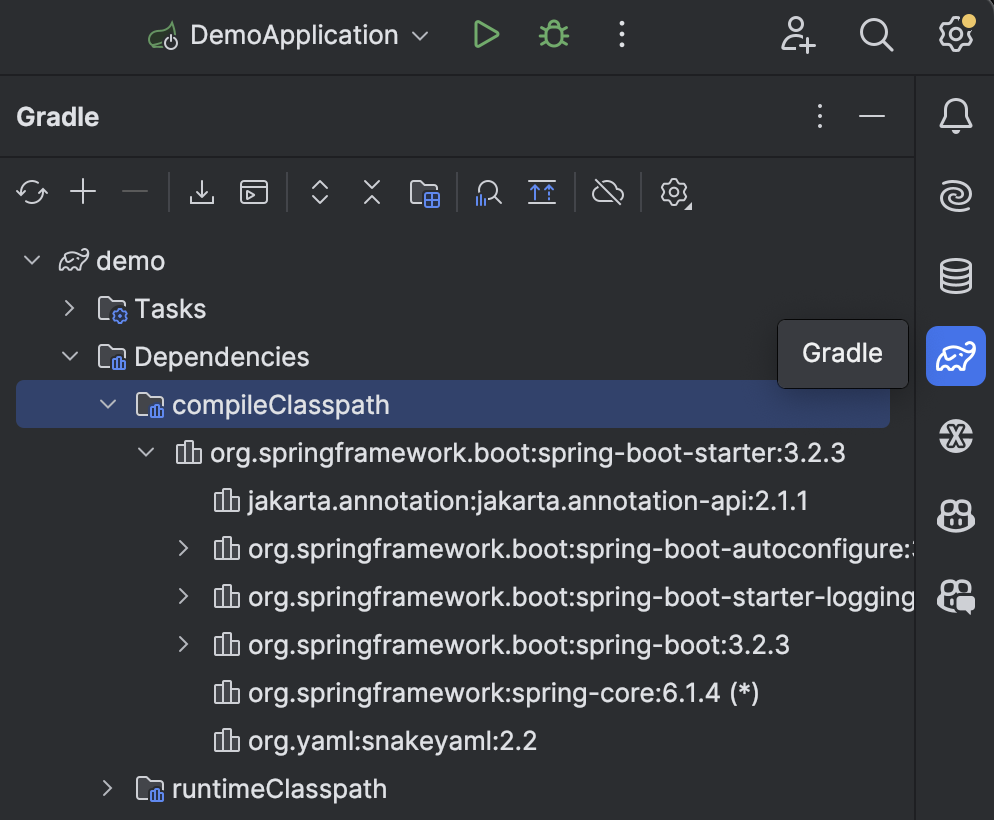 DemoApplication
Gradle
demo
Tasks
Dependencies
Gradle
compileClasspath
org.springframework.boot:spring-boot-starter:3.2.3
jakarta.annotation:jakarta.annotation-api:2.1.1
org.springframework.boot:spring-boot-autoconfigure:
org.springframework.boot:spring-boot-starter-logging
org.springframework.boot:spring-boot:3.2.3
org.springframework:spring-core:6.1.4 (*)
org.yaml:snakeyaml:2.2
runtimeClasspath